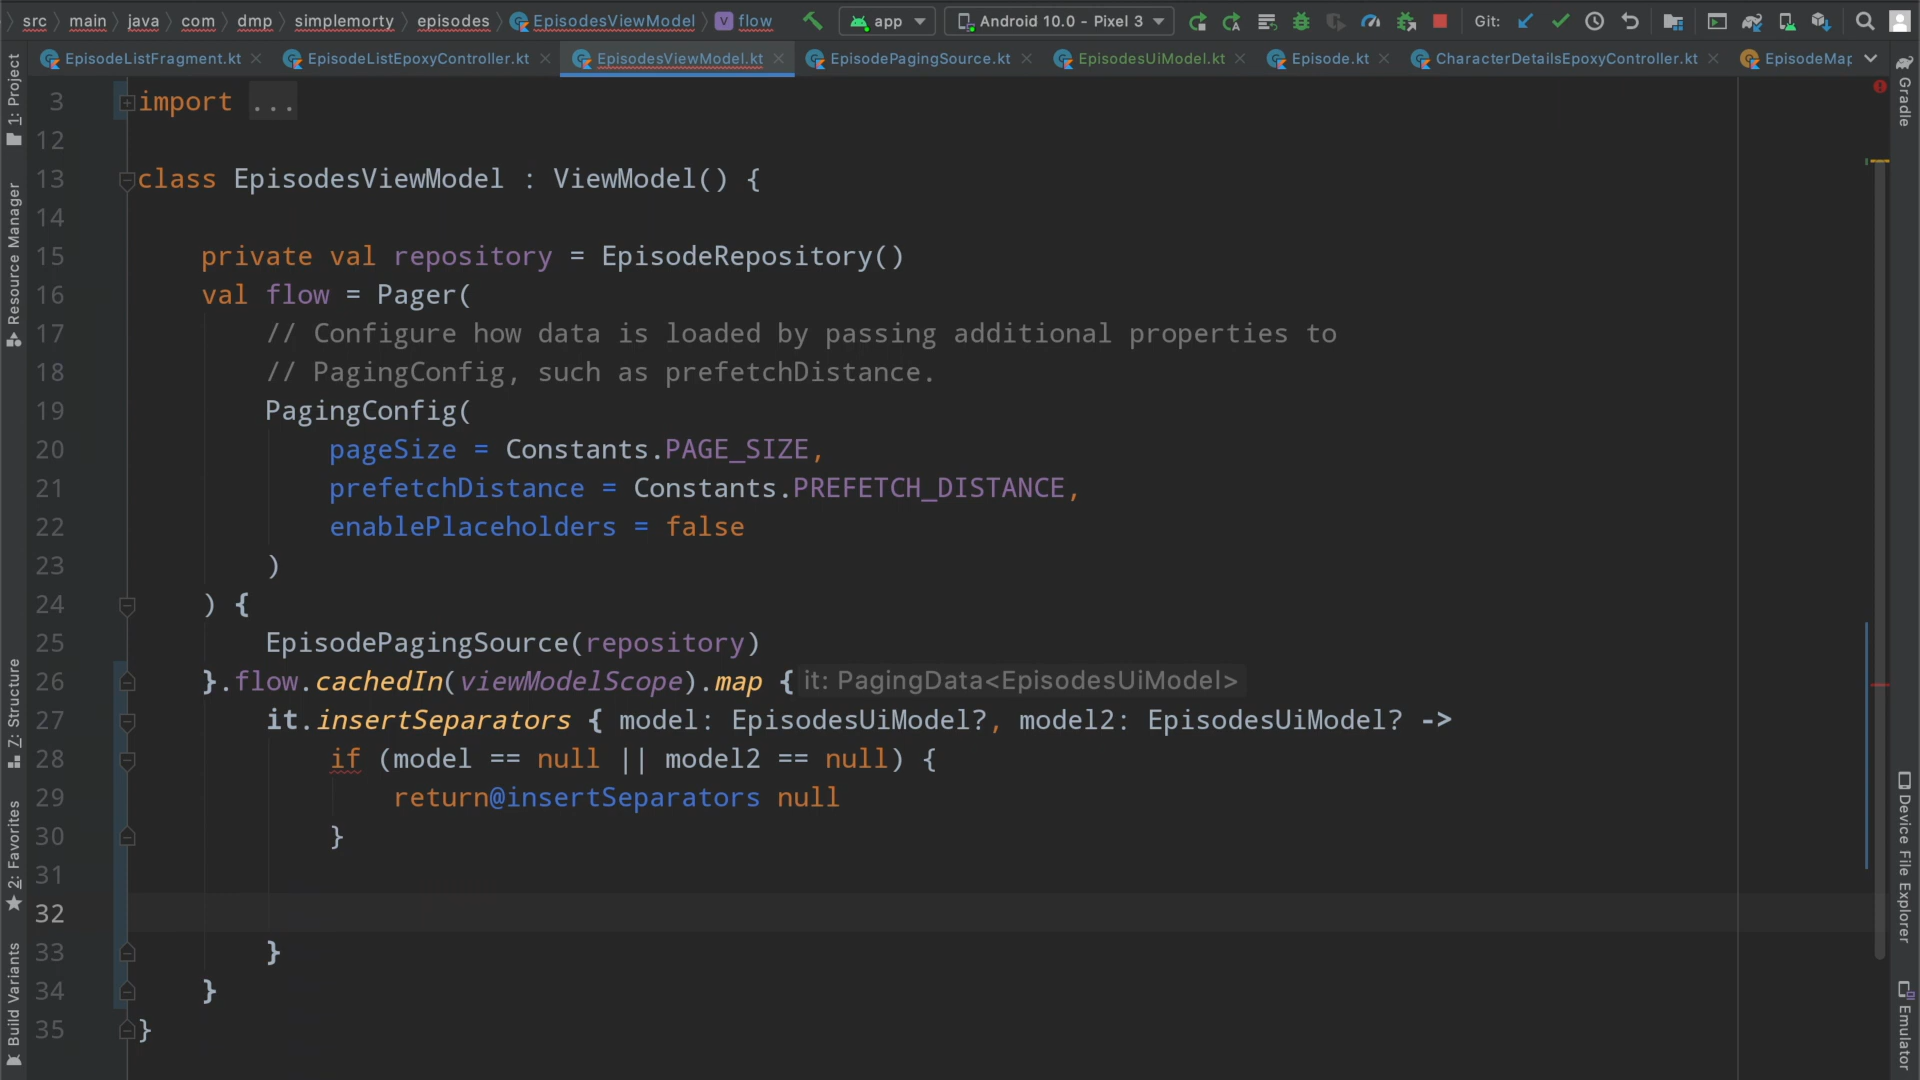 src main java com dmp simplemorty episodes EpisodesViewModel flow app Android 10.0 - Pixel 3 Git:
EpisodeListFragment.kt EpisodeListEpoxyController.kt EpisodesViewModel.kt EpisodePagingSource.kt EpisodesUiModel.kt Episode.kt CharacterDetailsEpoxyController.kt EpisodeMap
1: Project
Resource Manager
Z: Structure
2: Favorites
Build Variants
3 import ...
12
13 class EpisodesViewModel : ViewModel() {
14
15 private val repository = EpisodeRepository()
16 val flow = Pager(
17 // Configure how data is loaded by passing additional properties to
18 // PagingConfig, such as prefetchDistance.
19 PagingConfig(
20 pageSize = Constants.PAGE_SIZE,
21 prefetchDistance = Constants.PREFETCH_DISTANCE,
22 enablePlaceholders = false
23 )
24 ) {
25 EpisodePagingSource(repository)
26 }.flow.cachedIn(viewModelScope).map { it: PagingData<EpisodesUiModel>
27 it.insertSeparators { model: EpisodesUiModel?, model2: EpisodesUiModel? ->
28 if (model == null || model2 == null) {
29 return@insertSeparators null
30 }
31
32
33 }
34 }
35 }
Gradle
Device File Explorer
Emulator